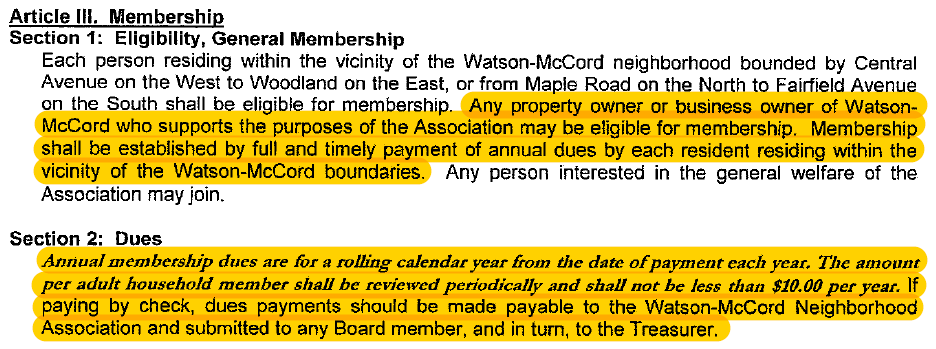 Article III.  Membership
Section 1:  Eligibility, General Membership
Each person residing within the vicinity of the Watson-McCord neighborhood bounded by Central
Avenue on the West to Woodland on the East, or from Maple Road on the North to Fairfield Avenue
on the South shall be eligible for membership.  Any property owner or business owner of Watson-
McCord who supports the purposes of the Association may be eligible for membership.  Membership
shall be established by full and timely payment of annual dues by each resident residing within the
vicinity of the Watson-McCord boundaries.  Any person interested in the general welfare of the
Association may join.
Section 2:  Dues
Annual membership dues are for a rolling calendar year from the date of payment each year. The amount
per adult household member shall be reviewed periodically and shall not be less than $10.00 per year. If
paying by check, dues payments should be made payable to the Watson-McCord Neighborhood
Association and submitted to any Board member, and in turn, to the Treasurer.